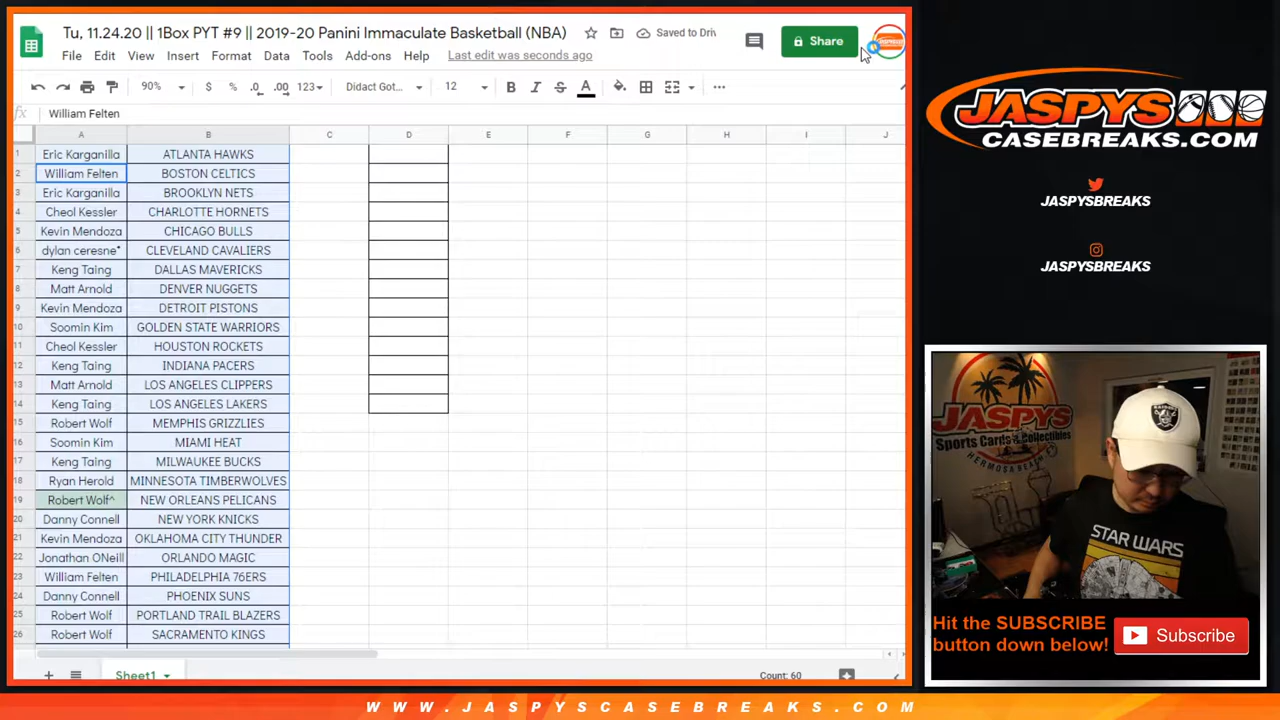 Tu, 11.24.20 || 1Box PYT #9 || 2019-20 Panini Immaculate Basketball (NBA)
Saved to Driv
Share
File Edit View Insert Format Data Tools Add-ons Help Last edit was seconds ago
90% $ % .0 .00 123 Didact Got... 12 B I S A
fx William Felten
A B C D E F G H I J
1 Eric Karganilla ATLANTA HAWKS
2 William Felten BOSTON CELTICS
3 Eric Karganilla BROOKLYN NETS
4 Cheol Kessler CHARLOTTE HORNETS
5 Kevin Mendoza CHICAGO BULLS
6 dylan ceresne* CLEVELAND CAVALIERS
7 Keng Taing DALLAS MAVERICKS
8 Matt Arnold DENVER NUGGETS
9 Kevin Mendoza DETROIT PISTONS
10 Soomin Kim GOLDEN STATE WARRIORS
11 Cheol Kessler HOUSTON ROCKETS
12 Keng Taing INDIANA PACERS
13 Matt Arnold LOS ANGELES CLIPPERS
14 Keng Taing LOS ANGELES LAKERS
15 Robert Wolf MEMPHIS GRIZZLIES
16 Soomin Kim MIAMI HEAT
17 Keng Taing MILWAUKEE BUCKS
18 Ryan Herold MINNESOTA TIMBERWOLVES
19 Robert Wolf^ NEW ORLEANS PELICANS
20 Danny Connell NEW YORK KNICKS
21 Kevin Mendoza OKLAHOMA CITY THUNDER
22 Jonathan ONeill ORLANDO MAGIC
23 William Felten PHILADELPHIA 76ERS
24 Danny Connell PHOENIX SUNS
25 Robert Wolf PORTLAND TRAIL BLAZERS
26 Robert Wolf SACRAMENTO KINGS
Sheet1
Count: 60
JASPYS
CASEBREAKS.COM
JASPYSBREAKS
JASPYSBREAKS
JASPYS
Sports Cards & Collectibles
HERMOSA BEACH, CA
RAIDERS
STAR WARS
Hit the SUBSCRIBE
button down below!
Subscribe
WWW.JASPYSCASEBREAKS.COM